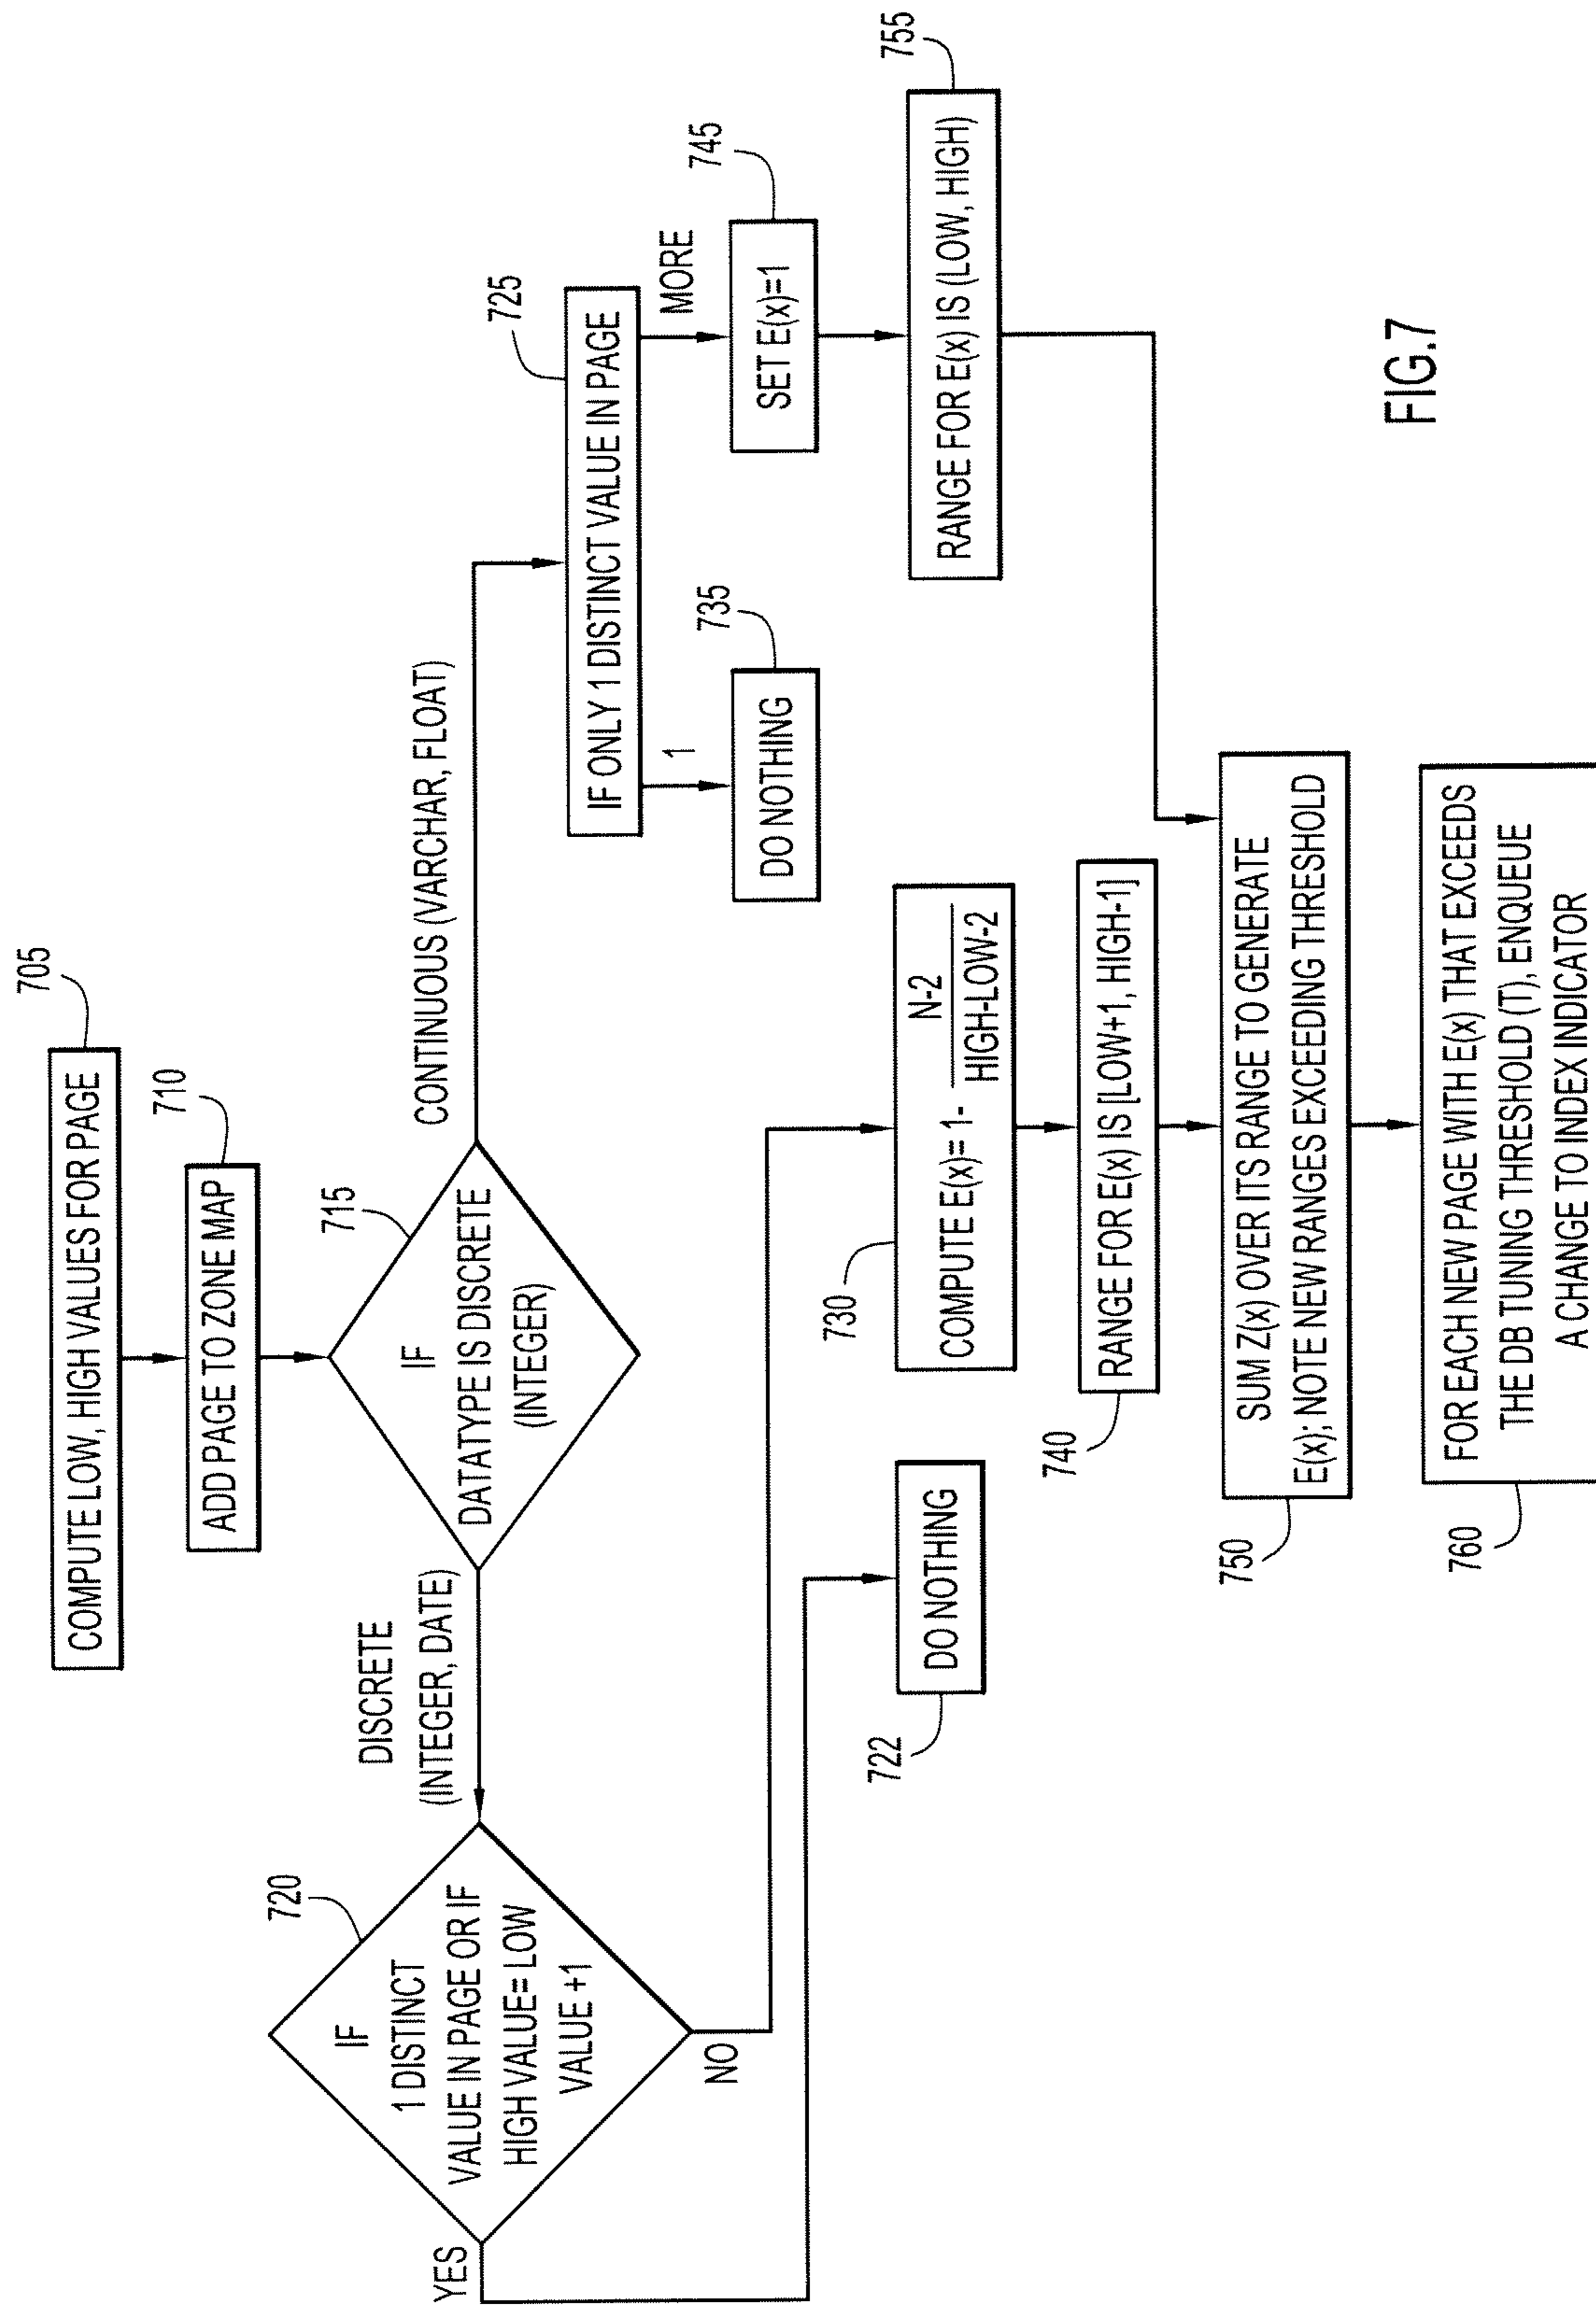 705
COMPUTE LOW, HIGH VALUES FOR PAGE
710
ADD PAGE TO ZONE MAP
715
IF
DATATYPE IS DISCRETE
(INTEGER)
DISCRETE
(INTEGER, DATE)
CONTINUOUS (VARCHAR, FLOAT)
720
IF
1 DISTINCT
VALUE IN PAGE OR IF
HIGH VALUE= LOW
VALUE +1
YES
NO
725
IF ONLY 1 DISTINCT VALUE IN PAGE
1
MORE
735
DO NOTHING
745
SET E(x)=1
722
DO NOTHING
730
COMPUTE E(x)= 1-
N-2
HIGH-LOW-2
755
RANGE FOR E(x) IS (LOW, HIGH)
740
RANGE FOR E(x) IS [LOW+1, HIGH-1]
750
SUM Z(x) OVER ITS RANGE TO GENERATE
E(x); NOTE NEW RANGES EXCEEDING THRESHOLD
760
FOR EACH NEW PAGE WITH E(x) THAT EXCEEDS
THE DB TUNING THRESHOLD (T), ENQUEUE
A CHANGE TO INDEX INDICATOR
FIG.7